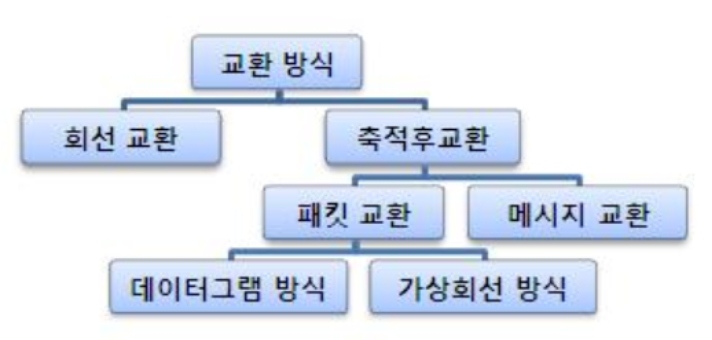 교환 방식
회선 교환
축적후교환
패킷 교환
메시지 교환
데이터그램 방식
가상회선 방식